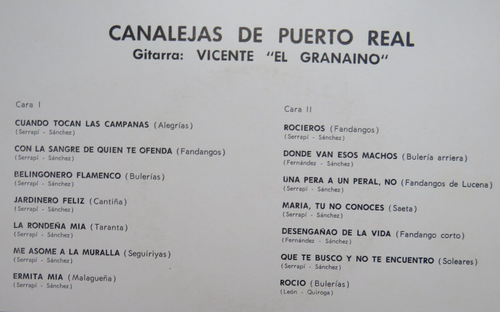 CANALEJAS DE PUERTO REAL
Gitarra: VICENTE "EL GRANAINO"
Cara I
CUANDO TOCAN LAS CAMPANAS (Alegrías)
(Serrapí - Sánchez)
CON LA SANGRE DE QUIEN TE OFENDA (Fandangos)
(Serrapí - Sánchez)
BELINGONERO FLAMENCO (Bulerías)
(Serrapí - Sánchez)
JARDINERO FELIZ (Cantiña)
(Serrapí - Sánchez)
LA RONDEÑA MIA (Taranta)
(Serrapí - Sánchez)
ME ASOME A LA MURALLA (Seguiriyas)
(Serrapí - Sánchez)
ERMITA MIA (Malagueña)
(Serrapí - Sánchez)
Cara II
ROCIEROS (Fandangos)
(Serrapí - Sánchez)
DONDE VAN ESOS MACHOS (Bulería arriera)
(Fernández - Sánchez)
UNA PERA A UN PERAL, NO (Fandangos de Lucena)
(Serrapí - Sánchez)
MARIA, TU NO CONOCES (Saeta)
(Serrapí - Sánchez)
DESENGAÑAO DE LA VIDA (Fandango corto)
(Fernández - Sánchez)
QUE TE BUSCO Y NO TE ENCUENTRO (Soleares)
(Serrapí - Sánchez)
ROCIO (Bulerías)
(León - Quiroga)